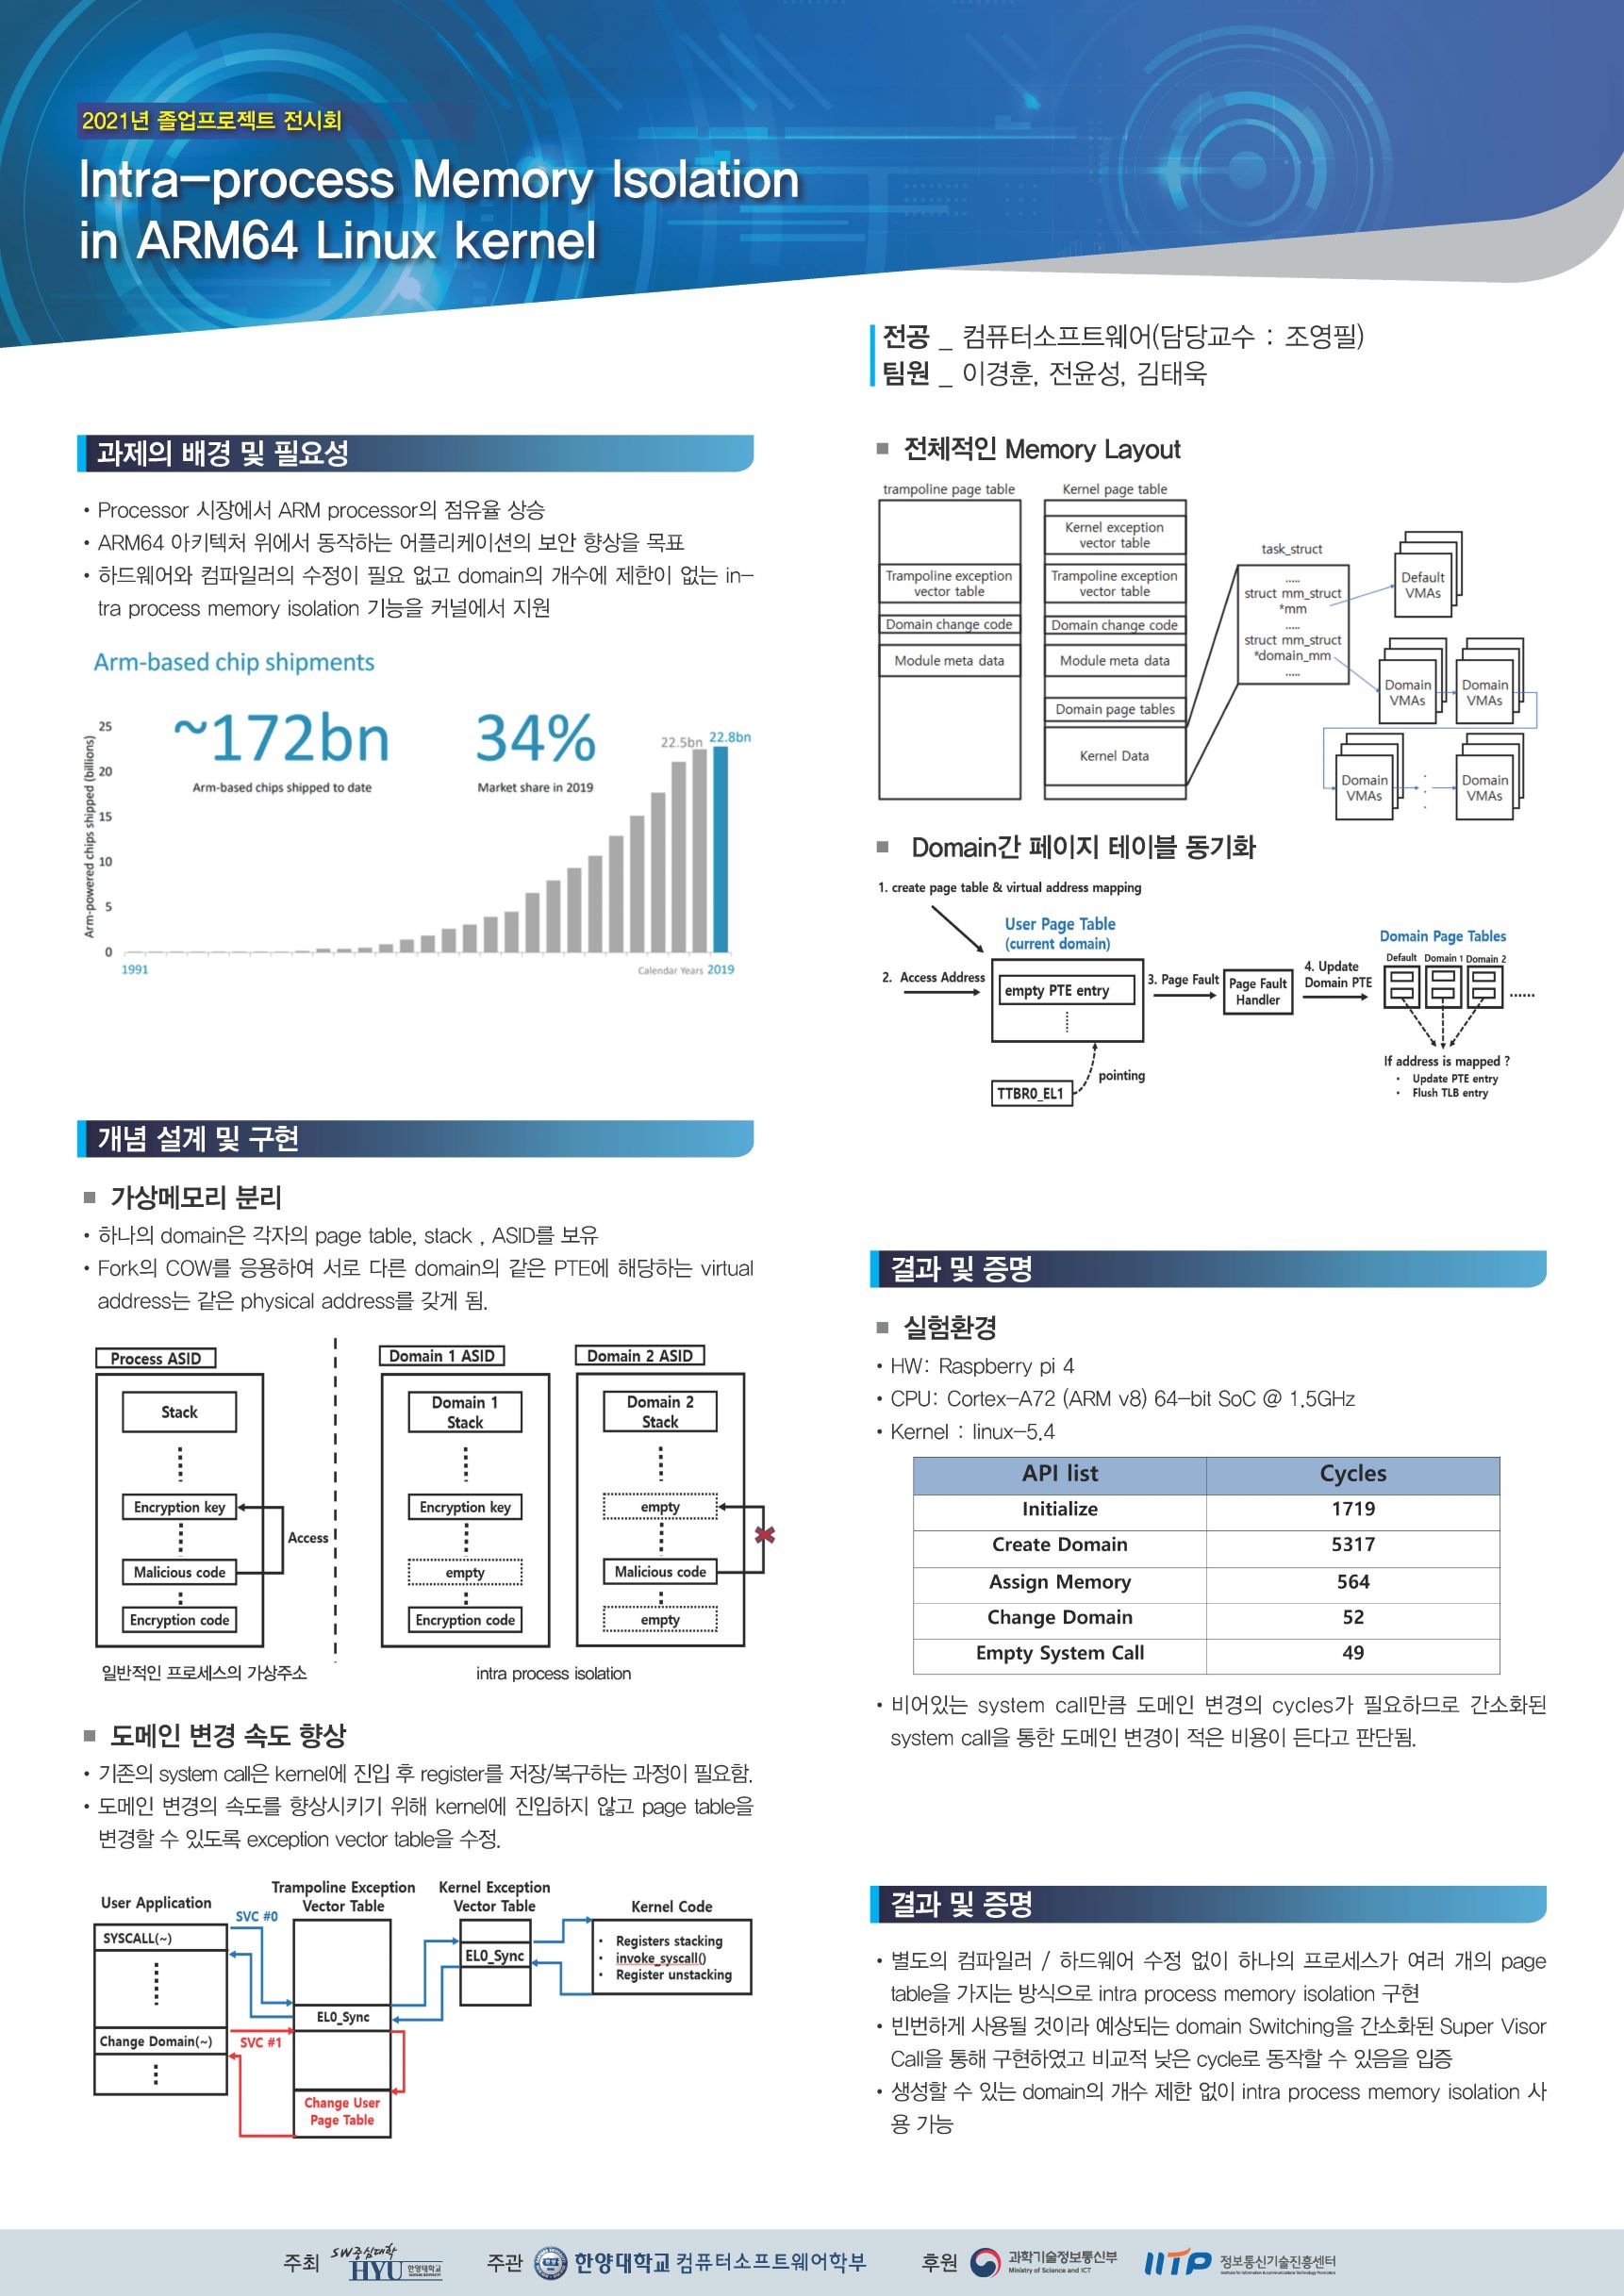 2021년 졸업프로젝트 전시회
Intra-process Memory Isolation
in ARM64 Linux kernel
전공 _ 컴퓨터소프트웨어(담당교수 : 조영필)
팀원 _ 이경훈, 전윤성, 김태욱
과제의 배경 및 필요성
• Processor 시장에서 ARM processor의 점유율 상승
• ARM64 아키텍처 위에서 동작하는 어플리케이션의 보안 향상을 목표
• 하드웨어와 컴파일러의 수정이 필요 없고 domain의 개수에 제한이 없는 in-
tra process memory isolation 기능을 커널에서 지원
Arm-based chip shipments
Arm-powered chips shipped (billions)
25
20
15
10
5
0
~172bn
Arm-based chips shipped to date
34%
Market share in 2019
22.5bn
22.8bn
1991
Calendar Years 2019
개념 설계 및 구현
■ 가상메모리 분리
• 하나의 domain은 각자의 page table, stack , ASID를 보유
• Fork의 COW를 응용하여 서로 다른 domain의 같은 PTE에 해당하는 virtual
address는 같은 physical address를 갖게 됨.
Process ASID
Stack
Encryption key
Malicious code
Encryption code
Access
일반적인 프로세스의 가상주소
Domain 1 ASID
Domain 1
Stack
Encryption key
empty
Encryption code
Domain 2 ASID
Domain 2
Stack
empty
Malicious code
empty
intra process isolation
■ 도메인 변경 속도 향상
• 기존의 system call은 kernel에 진입 후 register를 저장/복구하는 과정이 필요함.
• 도메인 변경의 속도를 향상시키기 위해 kernel에 진입하지 않고 page table을
변경할 수 있도록 exception vector table을 수정.
User Application
SYSCALL(~)
Change Domain(~)
SVC #0
SVC #1
Trampoline Exception
Vector Table
EL0_Sync
Change User
Page Table
Kernel Exception
Vector Table
EL0_Sync
Kernel Code
• Registers stacking
• invoke_syscall()
• Register unstacking
■ 전체적인 Memory Layout
trampoline page table
Trampoline exception
vector table
Domain change code
Module meta data
Kernel page table
Kernel exception
vector table
Trampoline exception
vector table
Domain change code
Module meta data
Domain page tables
Kernel Data
task_struct
.....
struct mm_struct
*mm
.....
struct mm_struct
*domain_mm
.....
Default
VMAs
Domain
VMAs
Domain
VMAs
Domain
VMAs
Domain
VMAs
■ Domain간 페이지 테이블 동기화
1. create page table & virtual address mapping
User Page Table
(current domain)
2. Access Address
empty PTE entry
TTBR0_EL1
pointing
3. Page Fault
Page Fault
Handler
4. Update
Domain PTE
Domain Page Tables
Default Domain 1 Domain 2
......
If address is mapped ?
• Update PTE entry
• Flush TLB entry
결과 및 증명
■ 실험환경
• HW: Raspberry pi 4
• CPU: Cortex-A72 (ARM v8) 64-bit SoC @ 1.5GHz
• Kernel : linux-5.4
API list Cycles
Initialize 1719
Create Domain 5317
Assign Memory 564
Change Domain 52
Empty System Call 49
• 비어있는 system call만큼 도메인 변경의 cycles가 필요하므로 간소화된
system call을 통한 도메인 변경이 적은 비용이 든다고 판단됨.
결과 및 증명
• 별도의 컴파일러 / 하드웨어 수정 없이 하나의 프로세스가 여러 개의 page
table을 가지는 방식으로 intra process memory isolation 구현
• 빈번하게 사용될 것이라 예상되는 domain Switching을 간소화된 Super Visor
Call을 통해 구현하였고 비교적 낮은 cycle로 동작할 수 있음을 입증
• 생성할 수 있는 domain의 개수 제한 없이 intra process memory isolation 사
용 가능
주최 SW중심대학 HYU 한양대학교
주관 한양대학교 컴퓨터소프트웨어학부
후원 과학기술정보통신부
Ministry of Science and ICT
IITP 정보통신기술진흥센터